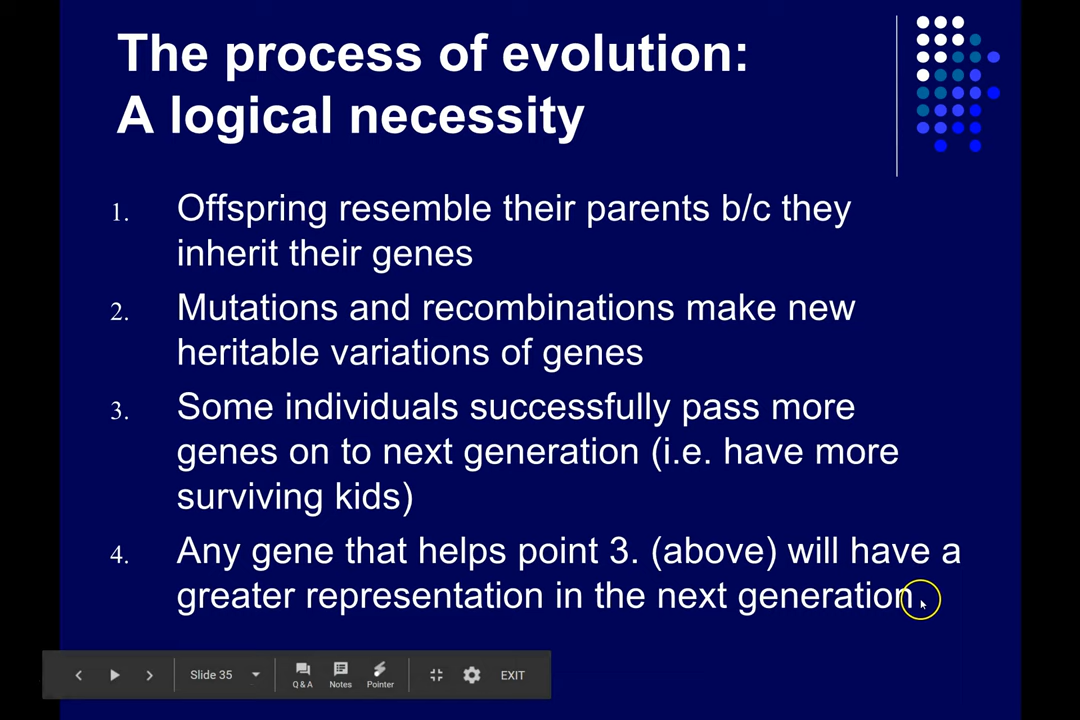 The process of evolution:
A logical necessity
1. Offspring resemble their parents b/c they
inherit their genes
2. Mutations and recombinations make new
heritable variations of genes
3. Some individuals successfully pass more
genes on to next generation (i.e. have more
surviving kids)
4. Any gene that helps point 3. (above) will have a
greater representation in the next generation.
Slide 35
Q & A
Notes
Pointer
EXIT